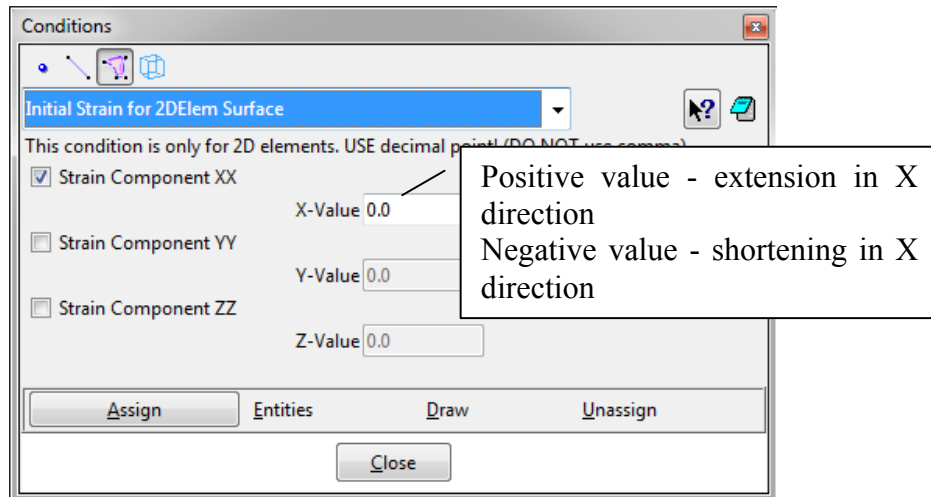 Conditions
Initial Strain for 2DElem Surface
This condition is only for 2D elements. USE decimal point! (DO NOT use comma)
Strain Component XX
X-Value 0.0
Strain Component YY
Y-Value 0.0
Strain Component ZZ
Z-Value 0.0
Positive value - extension in X
direction
Negative value - shortening in X
direction
Assign Entities Draw Unassign
Close